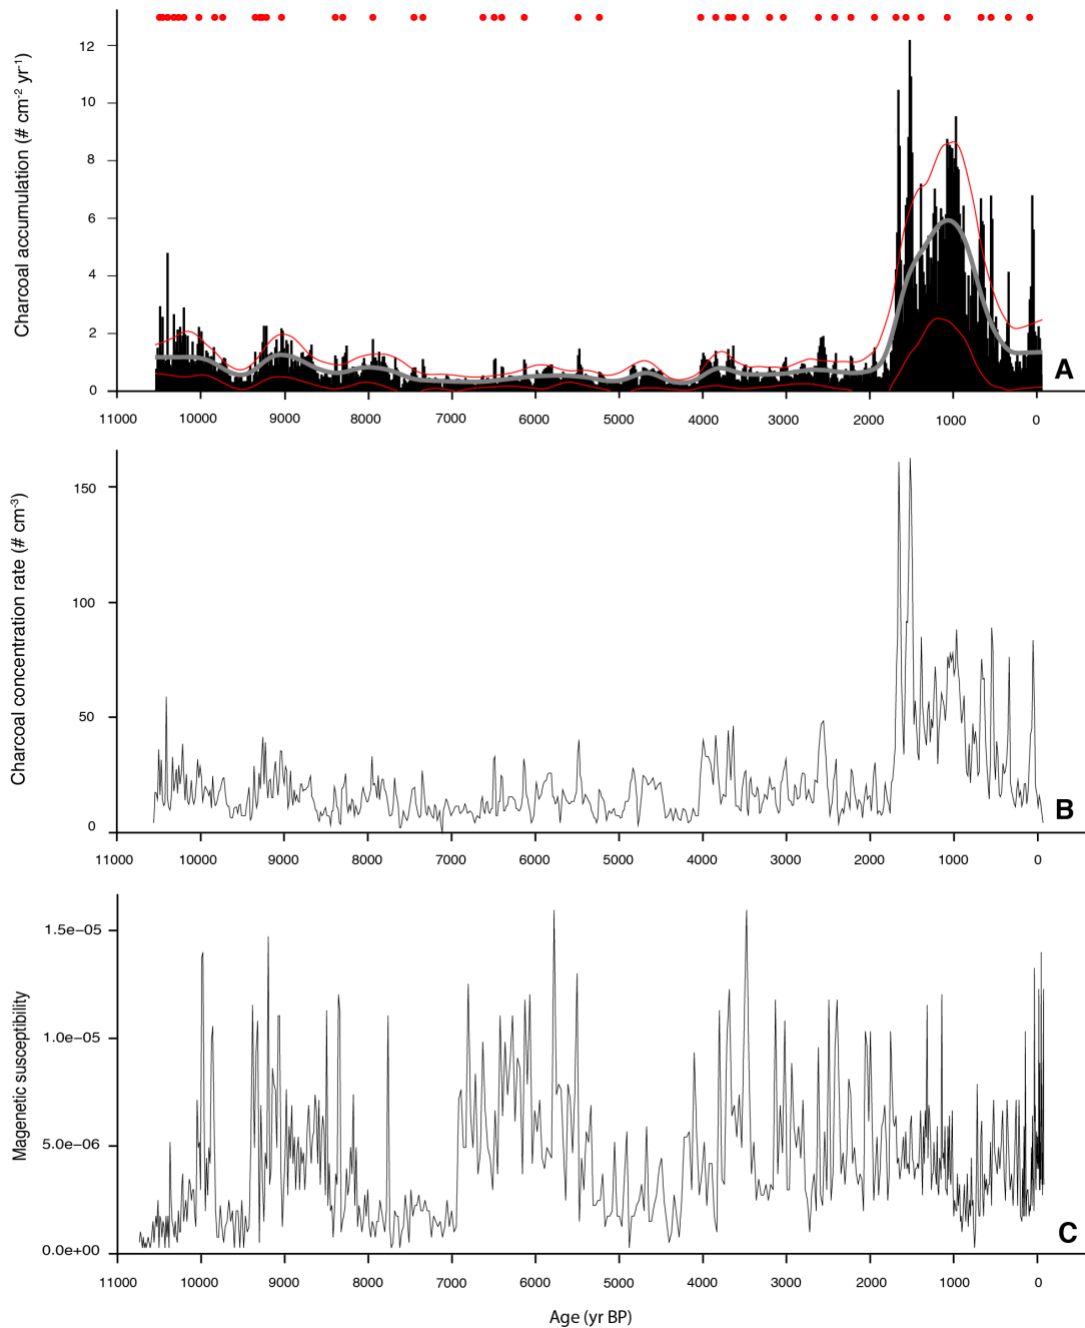 Charcoal accumulation (# cm-2 yr-1)
12
10
8
6
4
2
0
A
11000 10000 9000 8000 7000 6000 5000 4000 3000 2000 1000 0
Charcoal concentration rate (# cm-3)
150
100
50
0
B
11000 10000 9000 8000 7000 6000 5000 4000 3000 2000 1000 0
Magenetic susceptibility
1.5e−05
1.0e−05
5.0e−06
0.0e+00
C
11000 10000 9000 8000 7000 6000 5000 4000 3000 2000 1000 0
Age (yr BP)